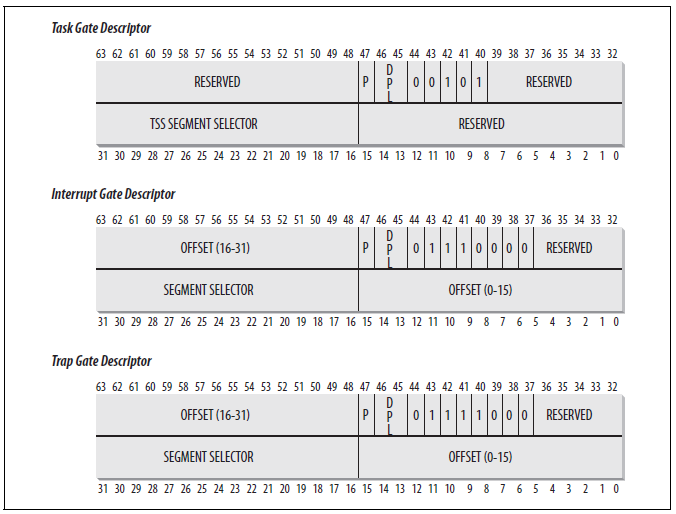 Task Gate Descriptor
63 62 61 60 59 58 57 56 55 54 53 52 51 50 49 48 47 46 45 44 43 42 41 40 39 38 37 36 35 34 33 32
RESERVED P DPL 0 0 1 0 1 RESERVED
TSS SEGMENT SELECTOR RESERVED
31 30 29 28 27 26 25 24 23 22 21 20 19 18 17 16 15 14 13 12 11 10 9 8 7 6 5 4 3 2 1 0
Interrupt Gate Descriptor
63 62 61 60 59 58 57 56 55 54 53 52 51 50 49 48 47 46 45 44 43 42 41 40 39 38 37 36 35 34 33 32
OFFSET (16-31) P DPL 0 1 1 1 0 0 0 0 RESERVED
SEGMENT SELECTOR OFFSET (0-15)
31 30 29 28 27 26 25 24 23 22 21 20 19 18 17 16 15 14 13 12 11 10 9 8 7 6 5 4 3 2 1 0
Trap Gate Descriptor
63 62 61 60 59 58 57 56 55 54 53 52 51 50 49 48 47 46 45 44 43 42 41 40 39 38 37 36 35 34 33 32
OFFSET (16-31) P DPL 0 1 1 1 1 0 0 0 RESERVED
SEGMENT SELECTOR OFFSET (0-15)
31 30 29 28 27 26 25 24 23 22 21 20 19 18 17 16 15 14 13 12 11 10 9 8 7 6 5 4 3 2 1 0